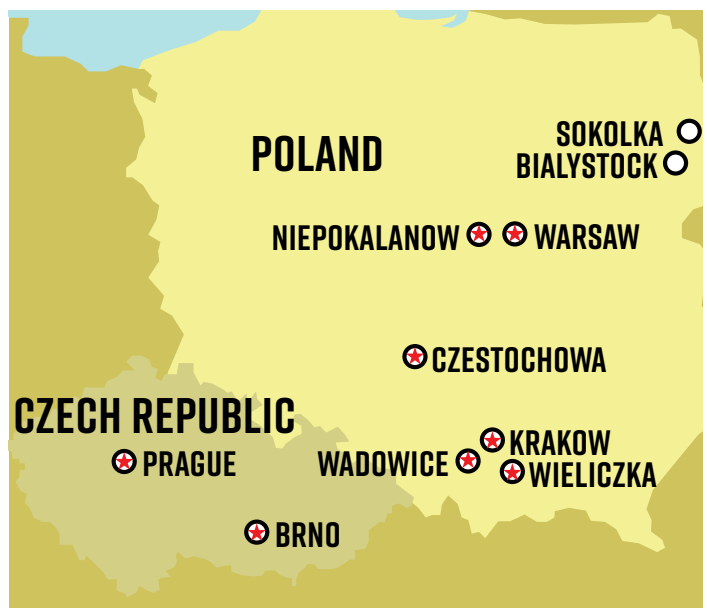 POLAND
SOKOLKA
BIALYSTOCK
NIEPOKALANOW
WARSAW
CZESTOCHOWA
CZECH REPUBLIC
KRAKOW
PRAGUE
WADOWICE
WIELICZKA
BRNO